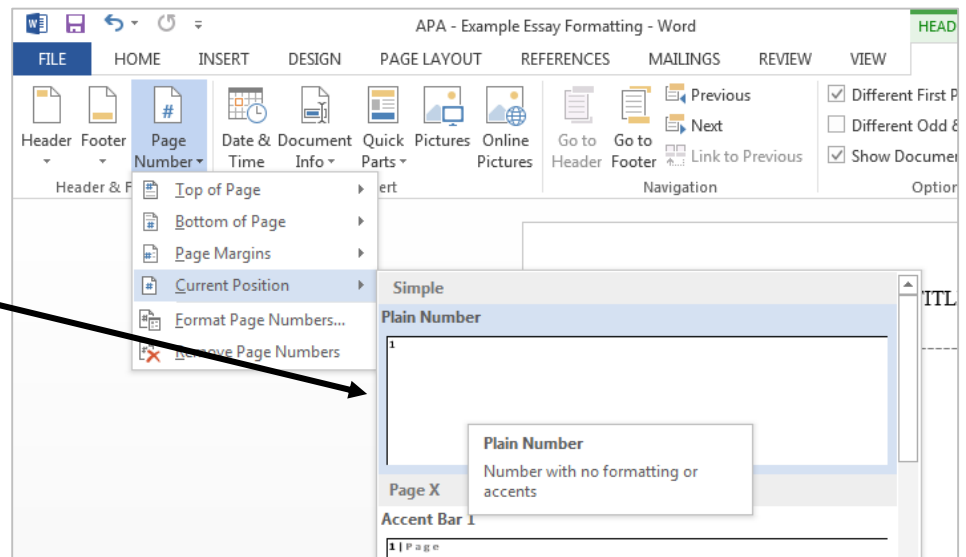 APA - Example Essay Formatting - Word
HEAD
FILE HOME INSERT DESIGN PAGE LAYOUT REFERENCES MAILINGS REVIEW VIEW
Header Footer Page Number
Date & Time
Document Info
Quick Parts
Pictures
Online Pictures
Go to Header
Go to Footer
Previous
Next
Link to Previous
Different First P
Different Odd &
Show Documen
Header & F
ert
Navigation
Option
Top of Page
Bottom of Page
Page Margins
Current Position
Format Page Numbers...
Remove Page Numbers
Simple
Plain Number
1
Plain Number
Number with no formatting or
accents
Page X
Accent Bar 1
1 | Page
TITL